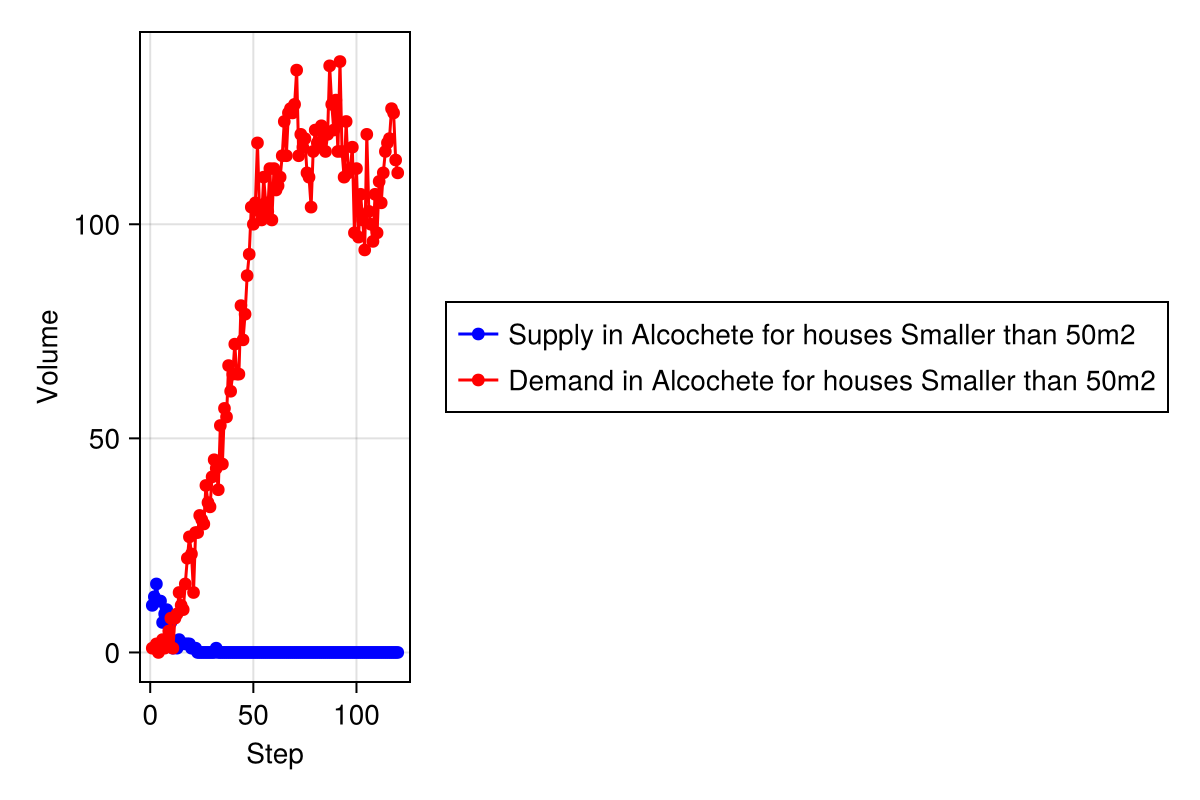 100
50
0
Volume
0 50 100
Step
Supply in Alcochete for houses Smaller than 50m2
Demand in Alcochete for houses Smaller than 50m2